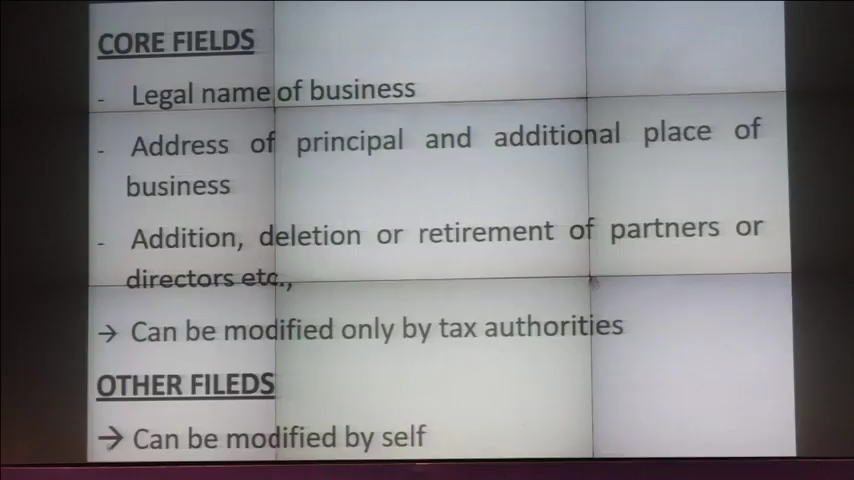 CORE FIELDS
- Legal name of business
- Address of principal and additional place of
business
- Addition, deletion or retirement of partners or
directors etc.,
→ Can be modified only by tax authorities
OTHER FILEDS
→ Can be modified by self